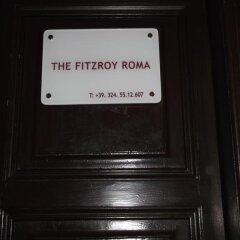 THE FITZROY ROMA
T: +39. 324. 55.12.607